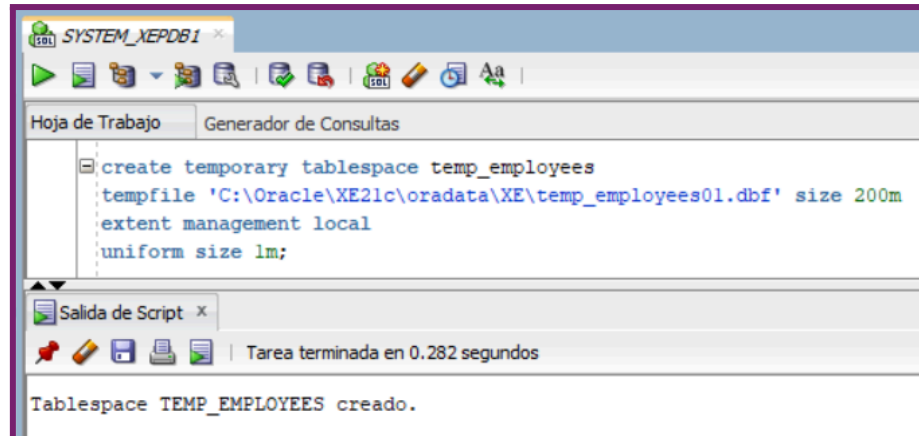 SYSTEM_XEPDB1
Hoja de Trabajo Generador de Consultas
create temporary tablespace temp_employees
tempfile 'C:\Oracle\XE21c\oradata\XE\temp_employees01.dbf' size 200m
extent management local
uniform size 1m;
Salida de Script x
Tarea terminada en 0.282 segundos
Tablespace TEMP_EMPLOYEES creado.